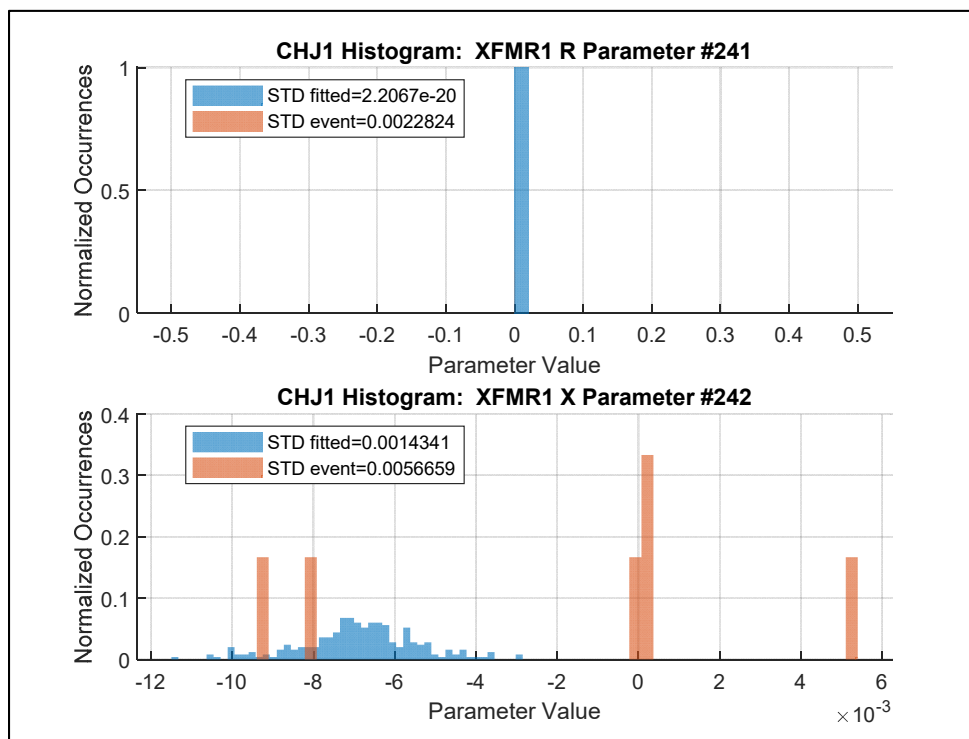 CHJ1 Histogram:  XFMR1 R Parameter #241
1
STD fitted=2.2067e-20
STD event=0.0022824
0.5
0
Normalized Occurrences
-0.5 -0.4 -0.3 -0.2 -0.1 0 0.1 0.2 0.3 0.4 0.5
Parameter Value
CHJ1 Histogram:  XFMR1 X Parameter #242
0.4
STD fitted=0.0014341
STD event=0.0056659
0.3
0.2
0.1
0
Normalized Occurrences
-12 -10 -8 -6 -4 -2 0 2 4 6
Parameter Value
×10⁻³